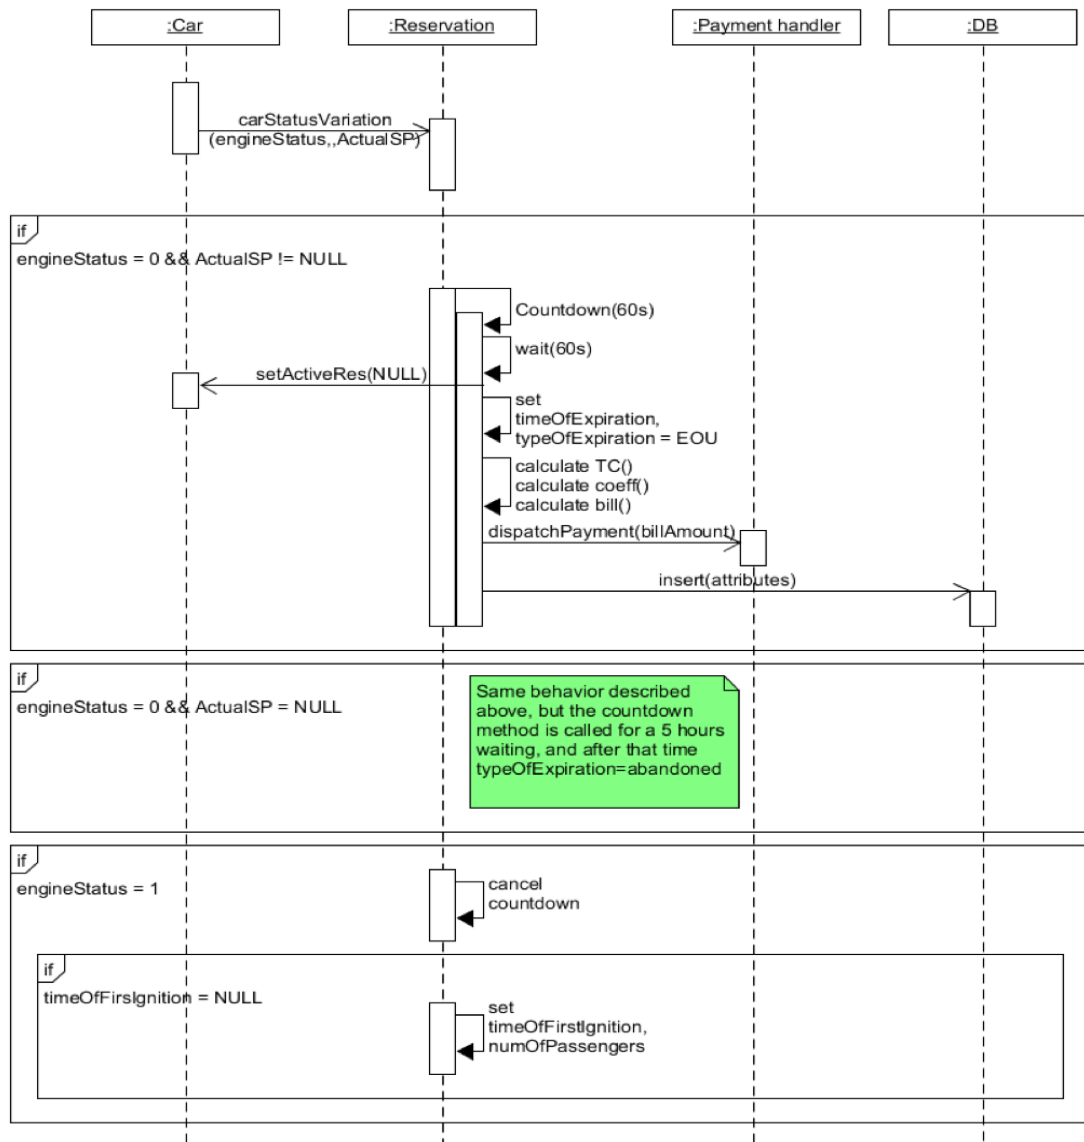 :Car
:Reservation
:Payment handler
:DB
carStatusVariation
(engineStatus,,ActualSP)
if
engineStatus = 0 && ActualSP != NULL
Countdown(60s)
wait(60s)
setActiveRes(NULL)
set
timeOfExpiration,
typeOfExpiration = EOU
calculate TC()
calculate coeff()
calculate bill()
dispatchPayment(billAmount)
insert(attributes)
if
engineStatus = 0 && ActualSP = NULL
Same behavior described
above, but the countdown
method is called for a 5 hours
waiting, and after that time
typeOfExpiration=abandoned
if
engineStatus = 1
cancel
countdown
if
timeOfFirsIgnition = NULL
set
timeOfFirstIgnition,
numOfPassengers